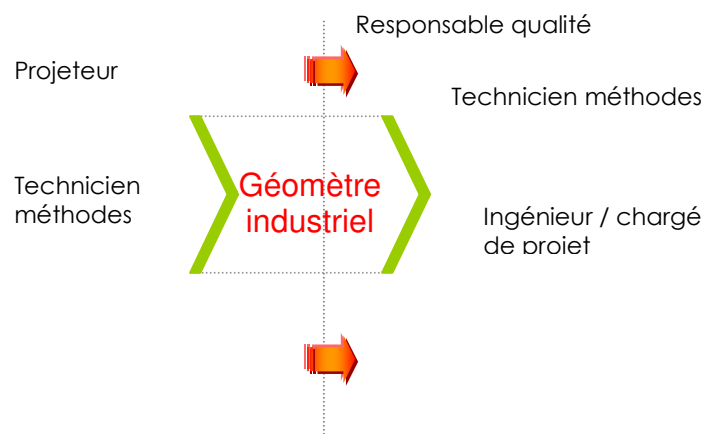 Responsable qualité
Projeteur
Technicien méthodes
Technicien
méthodes
Géomètre
industriel
Ingénieur / chargé
de projet